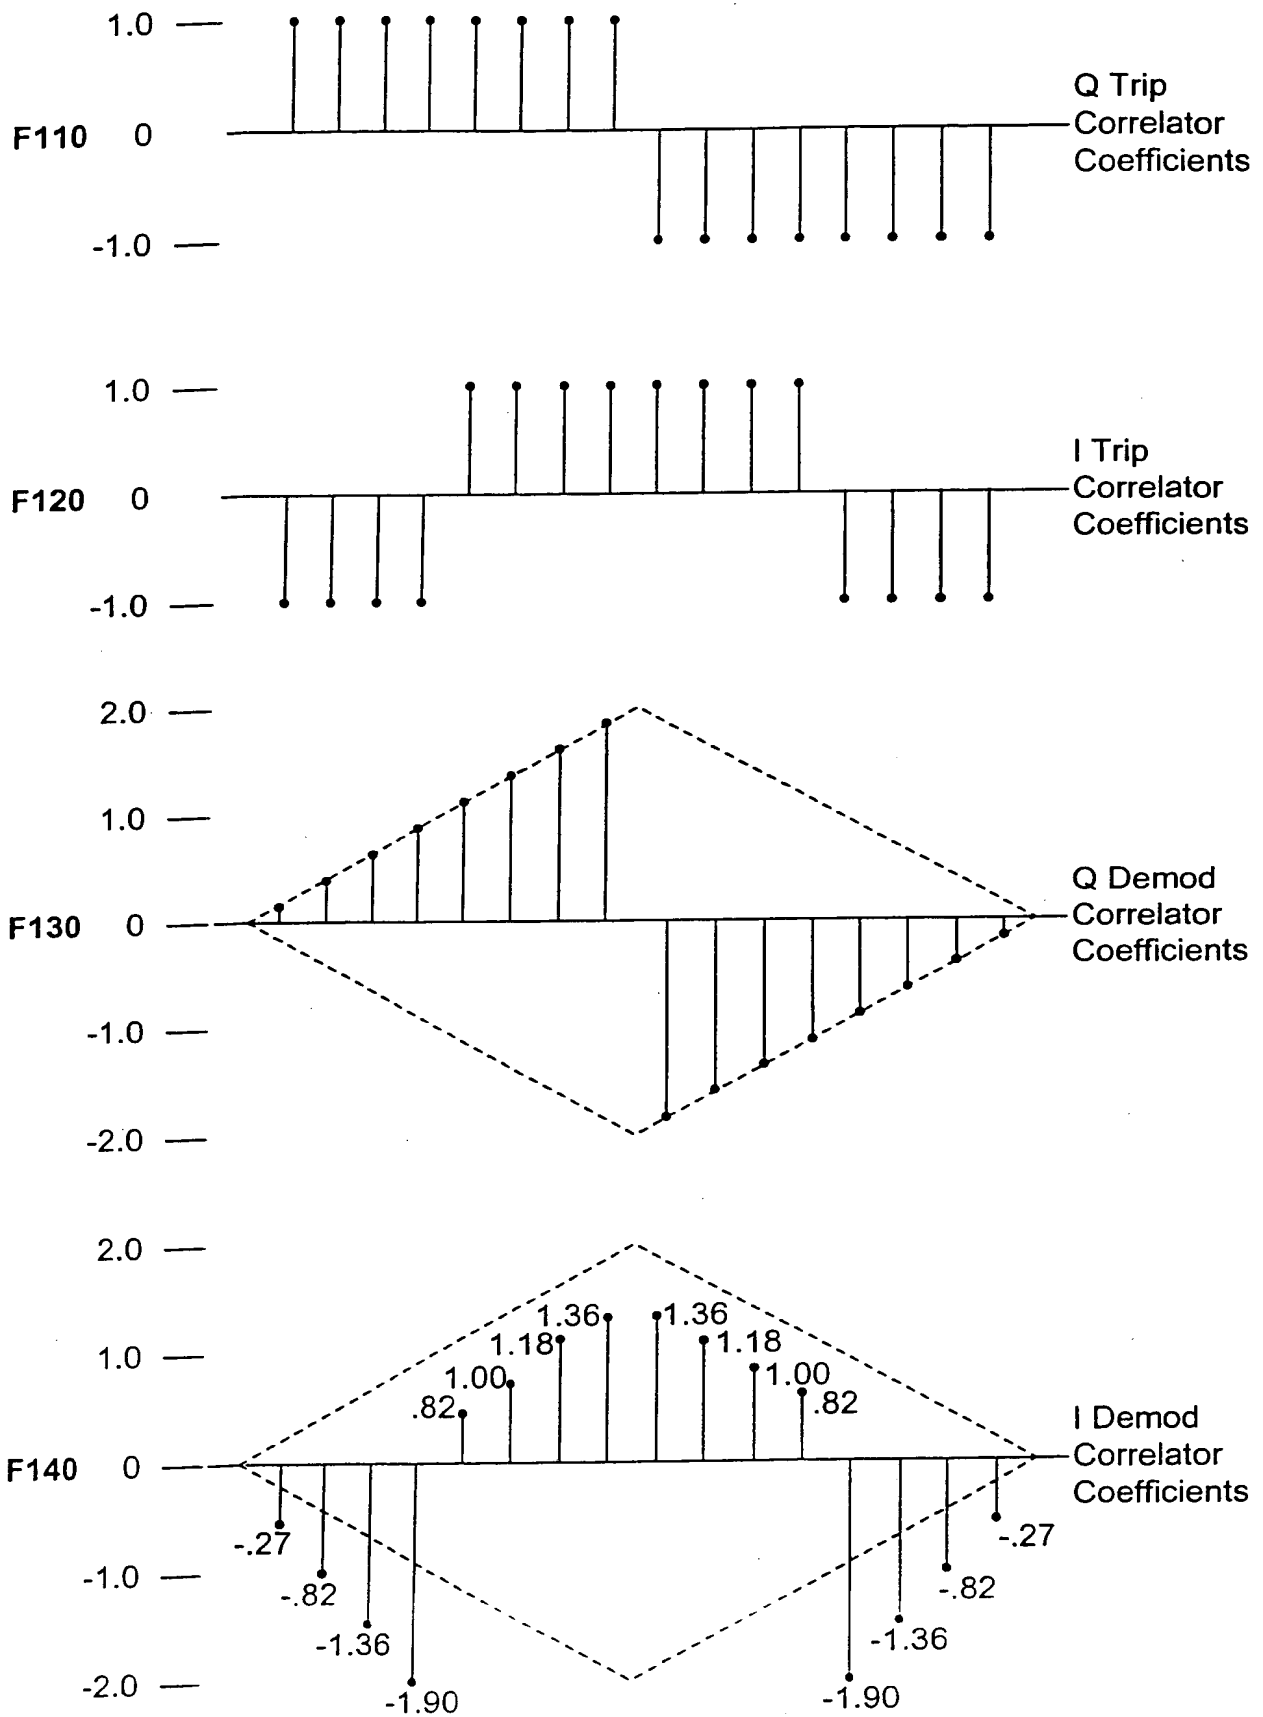 1.0
F110 0
-1.0
Q Trip
Correlator
Coefficients
1.0
F120 0
-1.0
I Trip
Correlator
Coefficients
2.0
1.0
F130 0
-1.0
-2.0
Q Demod
Correlator
Coefficients
2.0
1.0
F140 0
-1.0
-2.0
1.36 1.36
1.18 1.18
1.00 1.00
.82 .82
-.27 -.27
-.82 -.82
-1.36 -1.36
-1.90 -1.90
I Demod
Correlator
Coefficients